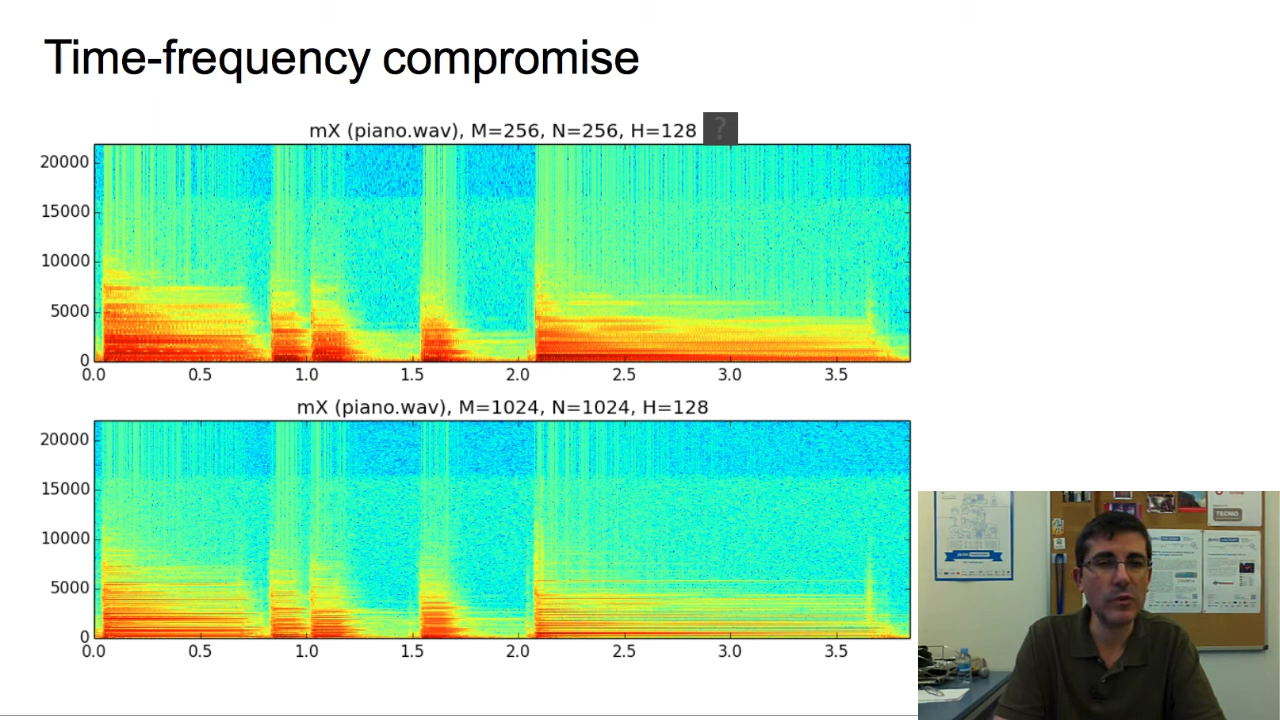 Time-frequency compromise
mX (piano.wav), M=256, N=256, H=128
?
20000
15000
10000
5000
0
0.0 0.5 1.0 1.5 2.0 2.5 3.0 3.5
mX (piano.wav), M=1024, N=1024, H=128
20000
15000
10000
5000
0
0.0 0.5 1.0 1.5 2.0 2.5 3.0 3.5
TECNIO